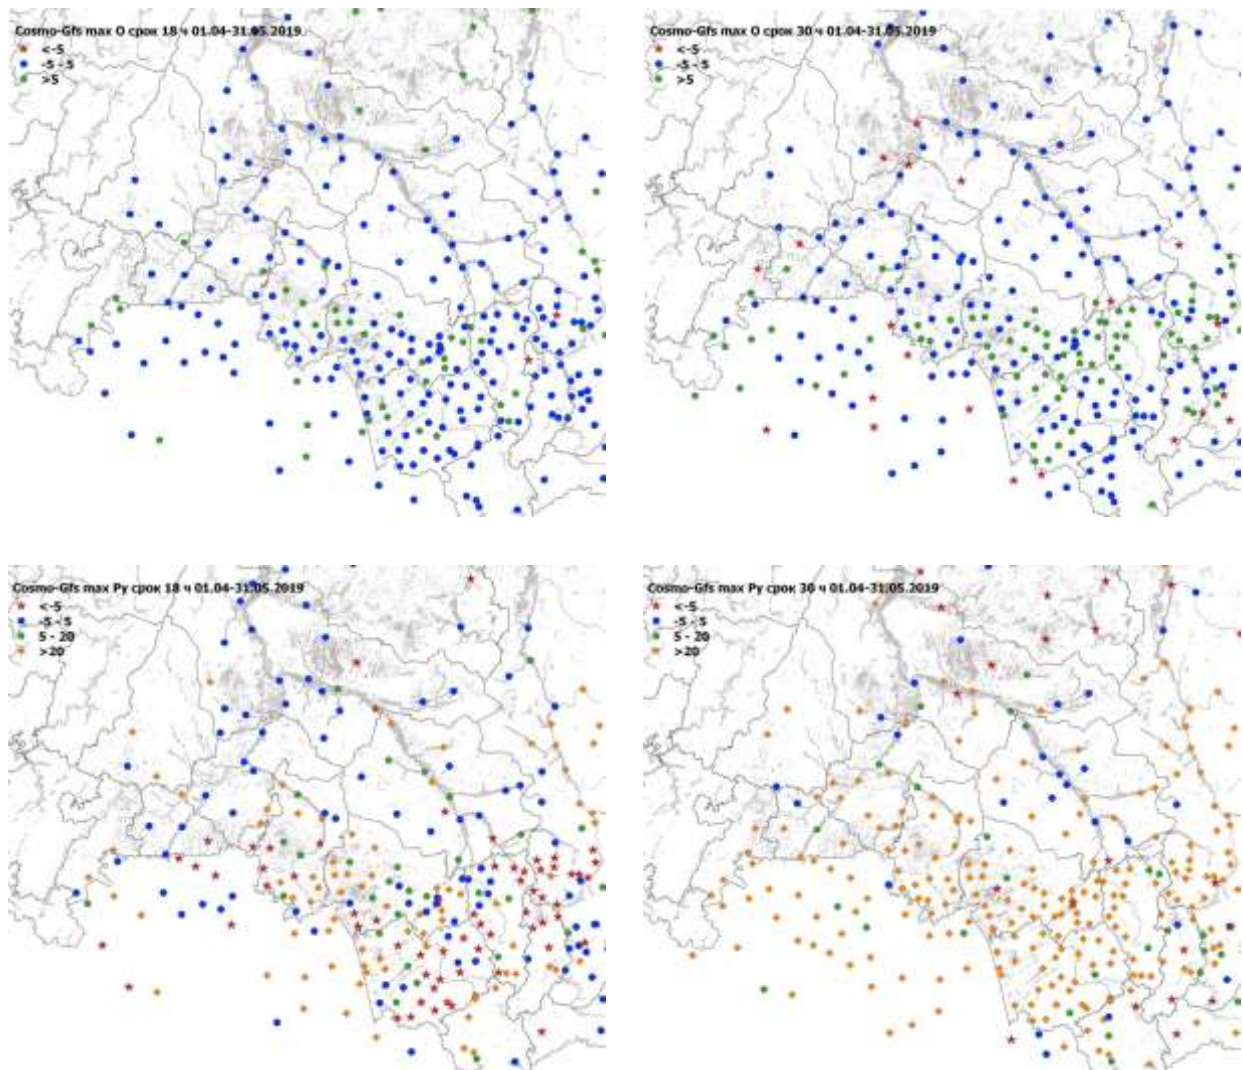 Cosmo-Gfs max O срок 18 ч 01.04-31.05.2019
<-5
-5 - 5
>5
Cosmo-Gfs max O срок 30 ч 01.04-31.05.2019
<-5
-5 - 5
>5
Cosmo-Gfs max Ру срок 18 ч 01.04-31.05.2019
<-5
-5 - 5
5 - 20
>20
Cosmo-Gfs max Ру срок 30 ч 01.04-31.05.2019
<-5
-5 - 5
5 - 20
>20